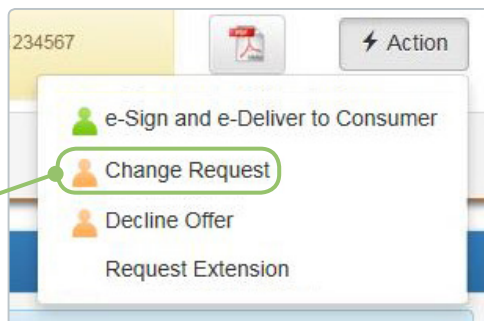 234567 Action
e-Sign and e-Deliver to Consumer
Change Request
Decline Offer
Request Extension